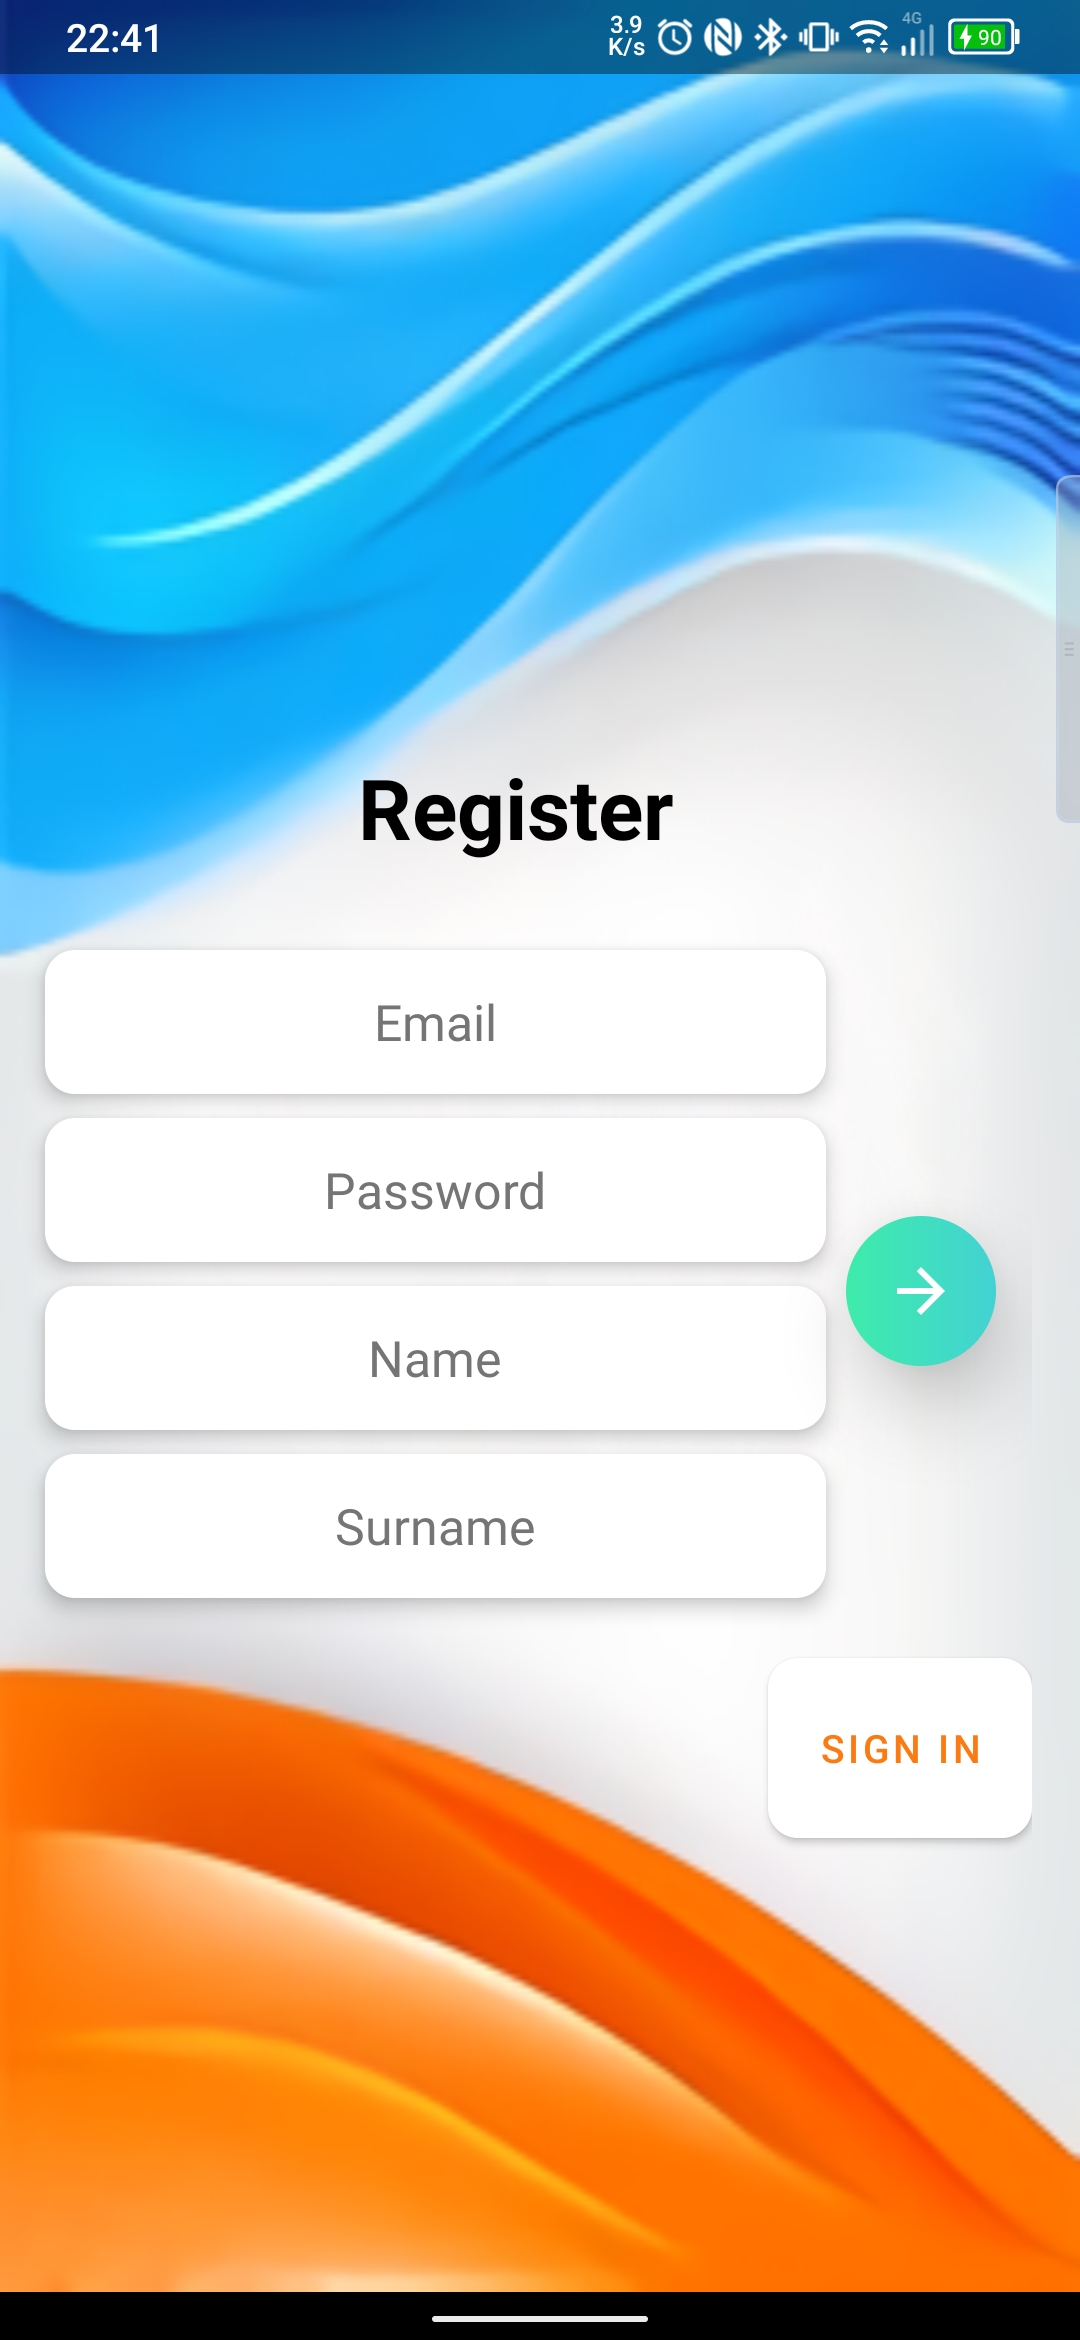 22:41 3.9 K/s 4G 90
Register
Email
Password
Name
Surname
SIGN IN